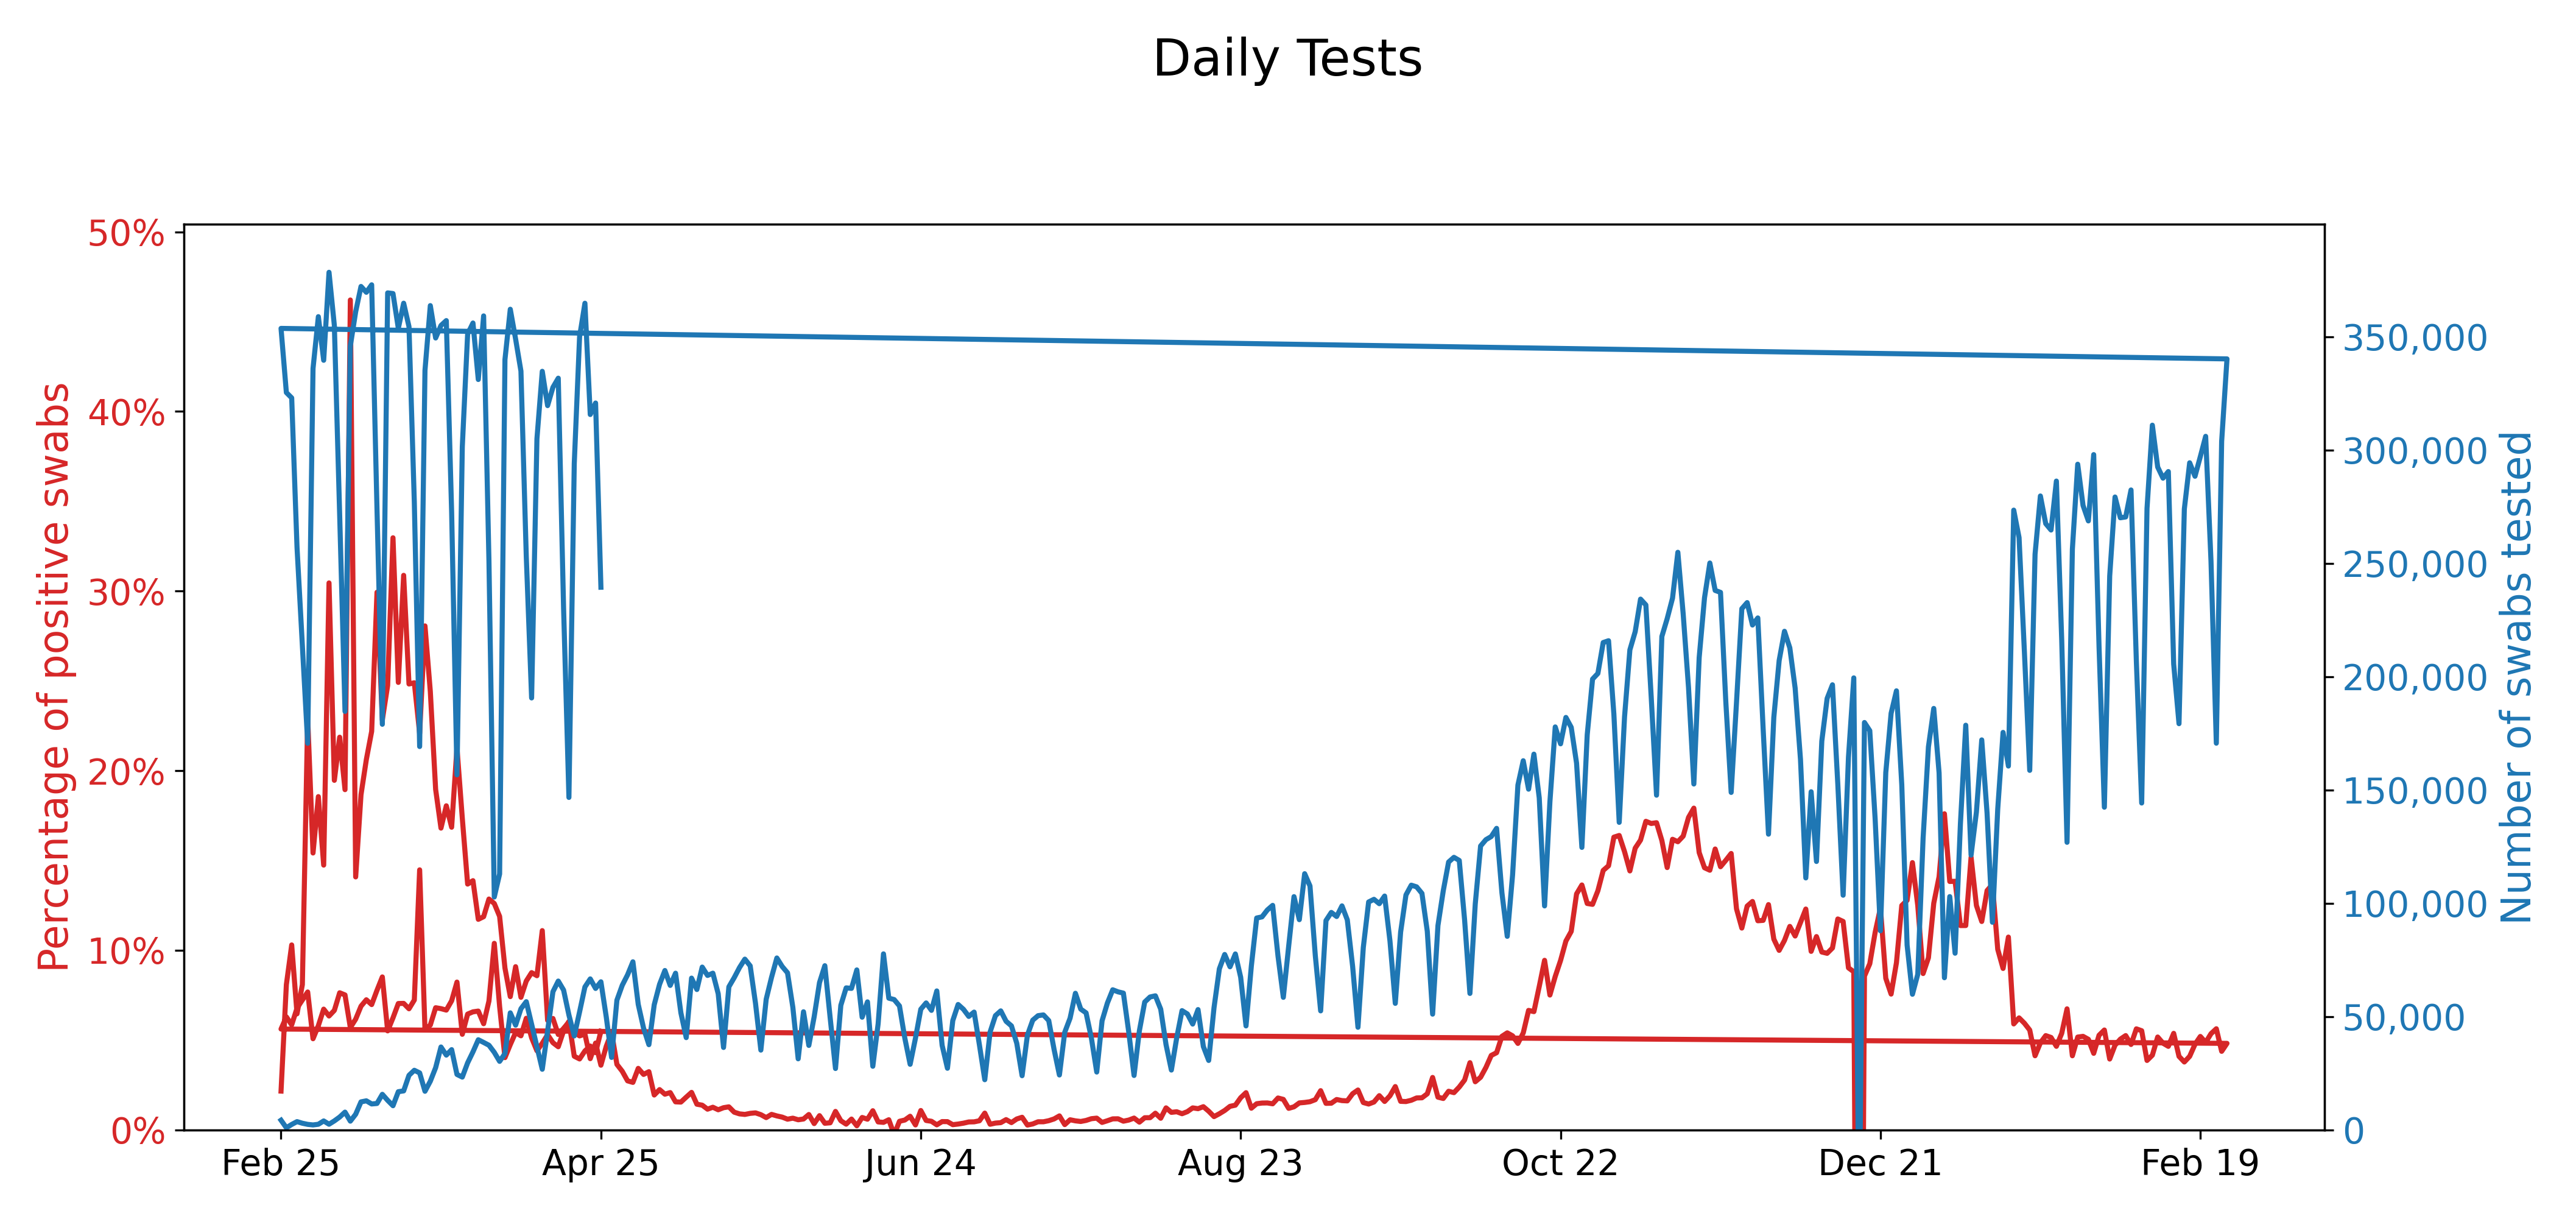 Daily Tests
50%
40%
30%
20%
10%
0%
Percentage of positive swabs
350,000
300,000
250,000
200,000
150,000
100,000
50,000
0
Number of swabs tested
Feb 25
Apr 25
Jun 24
Aug 23
Oct 22
Dec 21
Feb 19